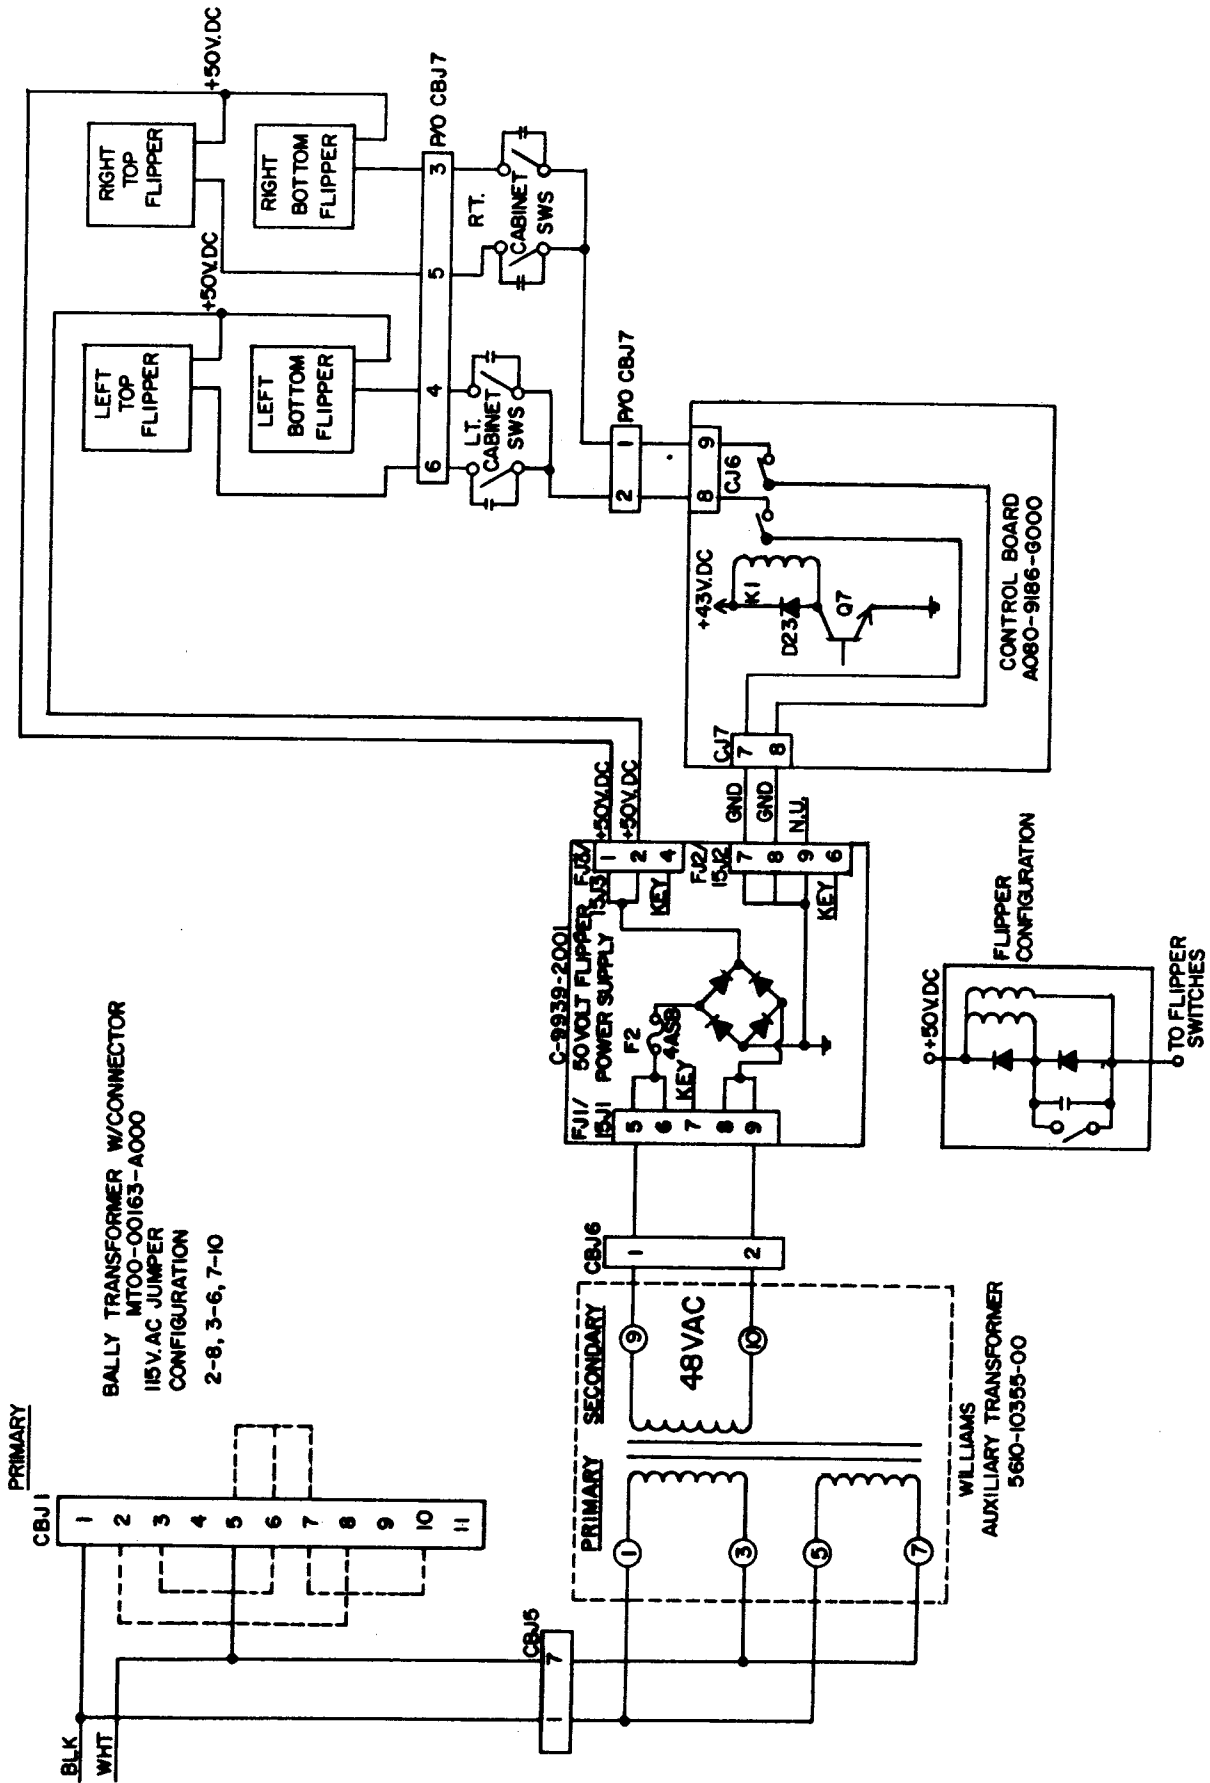 BLK
WHT
PRIMARY
CBJ1
1
2
3
4
5
6
7
8
9
10
11
BALLY TRANSFORMER W/CONNECTOR
MT00-00163-A000
115V.AC JUMPER
CONFIGURATION
2-8, 3-6, 7-10
CBJ5
1
7
PRIMARY
SECONDARY
1
3
5
7
9
10
48VAC
WILLIAMS
AUXILIARY TRANSFORMER
5610-10355-00
CBJ6
1
2
C-9939-2001
50 VOLT FLIPPER
POWER SUPPLY
FJ1/
15J1
5
6
7
8
9
KEY
F2
4ASB
FJ3/
15J3
1
2
4
KEY
FJ2/
15J2
7
8
9
6
KEY
+50V.DC
+50V.DC
GND
GND
N.U.
FLIPPER
CONFIGURATION
+50V.DC
TO FLIPPER
SWITCHES
CJ7
7
8
+43V.DC
K1
D23
Q7
8
9
CJ6
CONTROL BOARD
A080-9186-G000
2
1
P/O CBJ7
LEFT
TOP
FLIPPER
LEFT
BOTTOM
FLIPPER
+50V.DC
RIGHT
TOP
FLIPPER
RIGHT
BOTTOM
FLIPPER
+50V.DC
6
4
5
3
P/O CBJ7
LT.
CABINET
SWS
RT.
CABINET
SWS